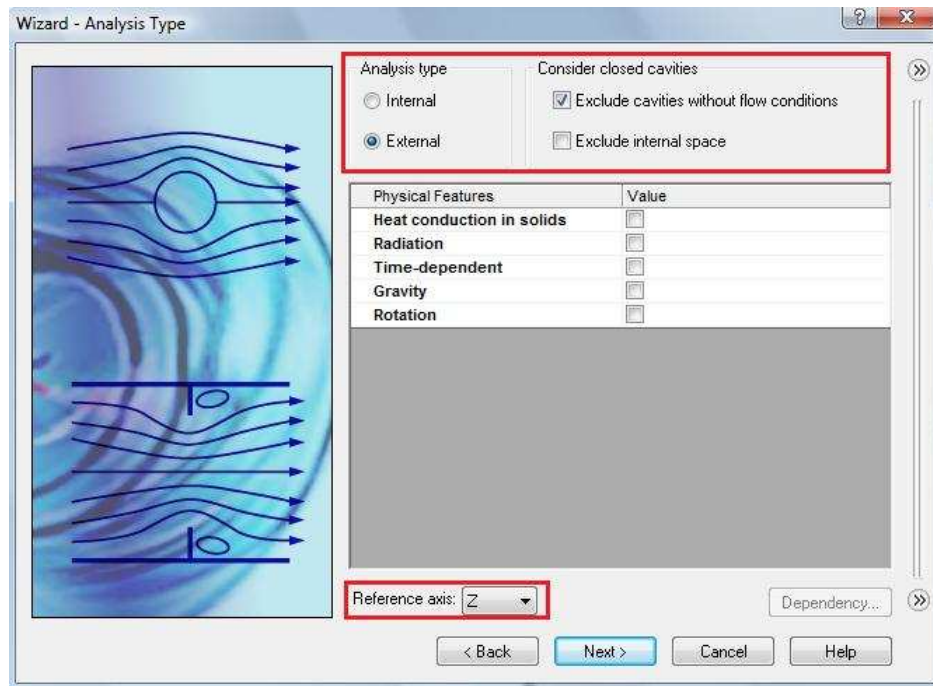 Wizard - Analysis Type
Analysis type
Consider closed cavities
Internal
Exclude cavities without flow conditions
External
Exclude internal space
Physical Features Value
Heat conduction in solids
Radiation
Time-dependent
Gravity
Rotation
Reference axis: Z
Dependency...
< Back Next > Cancel Help